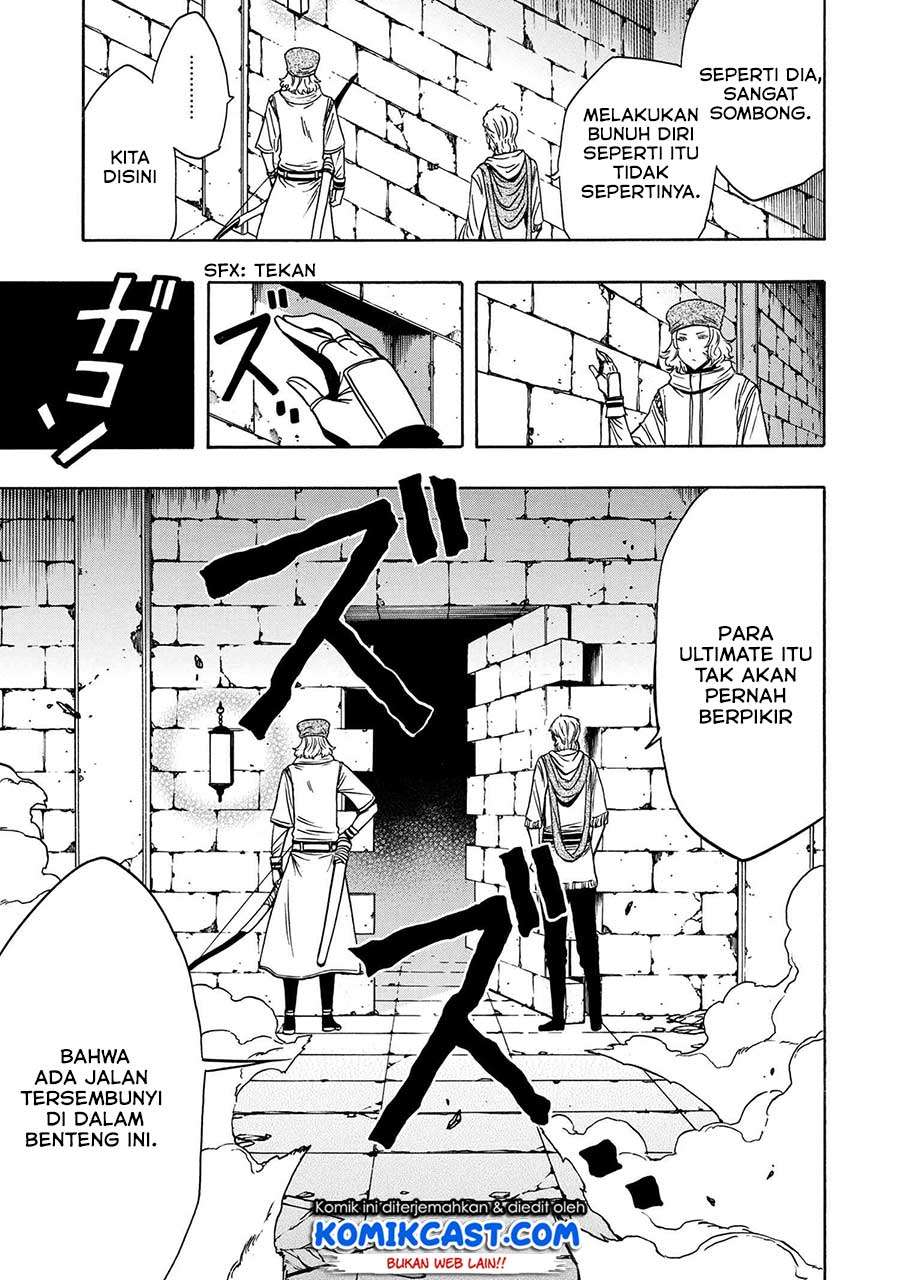 SEPERTI DIA,
SANGAT
SOMBONG.
MELAKUKAN
BUNUH DIRI
SEPERTI ITU
TIDAK
SEPERTINYA.
.........
KITA
DISINI
SFX: TEKAN
ズズ
ガコン
PARA
ULTIMATE ITU
TAK AKAN
PERNAH
BERPIKIR
ズズ
BAHWA
ADA JALAN
TERSEMBUNYI
DI DALAM
BENTENG INI.
Komik ini diterjemahkan & diedit oleh
KOMIKCAST.COM
BUKAN WEB LAIN!!